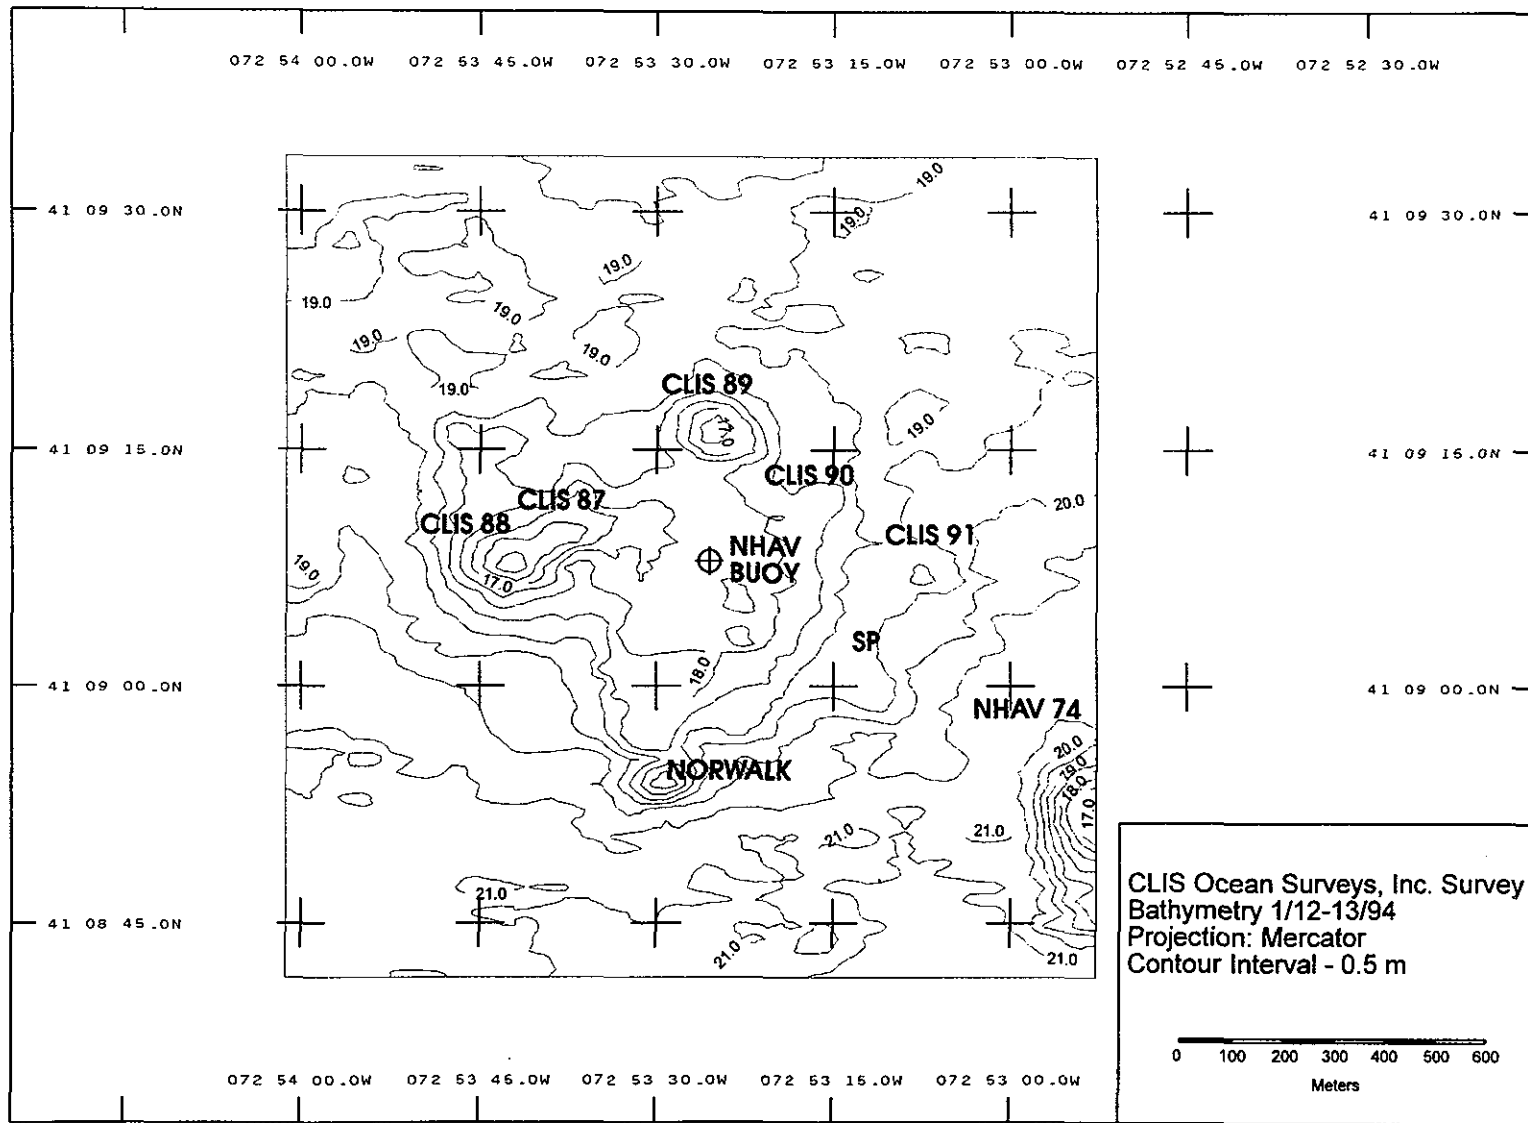 072 54 00.0W 072 53 45.0W 072 53 30.0W 072 53 15.0W 072 53 00.0W 072 52 45.0W 072 52 30.0W
19.0
41 09 30.0N
19.0
41 09 30.0N
19.0
19.0
19.0
19.0
19.0
19.0
CLIS 89
19.0
17.0
19.0
41 09 15.0N
41 09 15.0N
CLIS 90
CLIS 87
20.0
CLIS 88
CLIS 91
NHAV
BUOY
19.0
17.0
SP
18.0
41 09 00.0N
41 09 00.0N
NHAV 74
20.0
NORWALK
19.0
18.0
17.0
21.0
21.0
21.0
41 08 45.0N
21.0
21.0
CLIS Ocean Surveys, Inc. Survey
Bathymetry 1/12-13/94
Projection: Mercator
Contour Interval - 0.5 m
0 100 200 300 400 500 600
Meters
072 54 00.0W 072 53 45.0W 072 53 30.0W 072 53 15.0W 072 53 00.0W